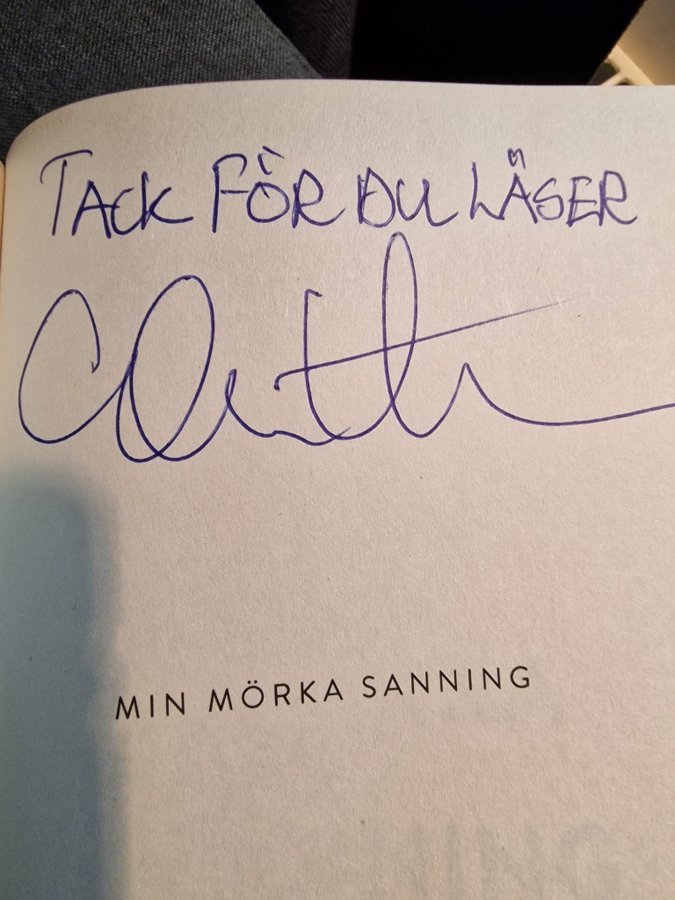 TACK FÖR DU LÄSER
MIN MÖRKA SANNING